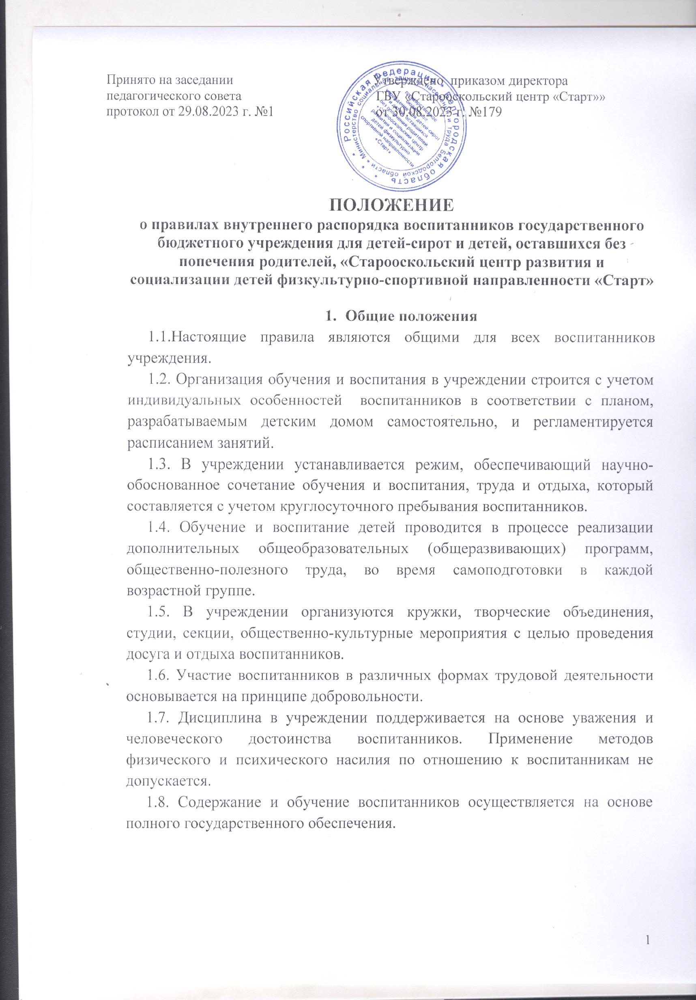 Принято на заседании
педагогического совета
протокол от 29.08.2023 г. №1
Утверждено приказом директора
ГБУ «Старооскольский центр «Старт»»
от 30.08.2023 г. №179
Российская Федерация * Белгородская область
Министерство социальной защиты населения и труда Белгородской области
государственное
бюджетное
учреждение для детей-сирот
и детей, оставшихся
без попечения родителей,
«Старооскольский центр
развития и социализации
детей физкультурно-
спортивной направленности
«Старт»
ПОЛОЖЕНИЕ
о правилах внутреннего распорядка воспитанников государственного
бюджетного учреждения для детей-сирот и детей, оставшихся без
попечения родителей, «Старооскольский центр развития и
социализации детей физкультурно-спортивной направленности «Старт»
1. Общие положения
1.1.Настоящие правила являются общими для всех воспитанников
учреждения.
1.2. Организация обучения и воспитания в учреждении строится с учетом
индивидуальных особенностей воспитанников в соответствии с планом,
разрабатываемым детским домом самостоятельно, и регламентируется
расписанием занятий.
1.3. В учреждении устанавливается режим, обеспечивающий научно-
обоснованное сочетание обучения и воспитания, труда и отдыха, который
составляется с учетом круглосуточного пребывания воспитанников.
1.4. Обучение и воспитание детей проводится в процессе реализации
дополнительных общеобразовательных (общеразвивающих) программ,
общественно-полезного труда, во время самоподготовки в каждой
возрастной группе.
1.5. В учреждении организуются кружки, творческие объединения,
студии, секции, общественно-культурные мероприятия с целью проведения
досуга и отдыха воспитанников.
1.6. Участие воспитанников в различных формах трудовой деятельности
основывается на принципе добровольности.
1.7. Дисциплина в учреждении поддерживается на основе уважения и
человеческого достоинства воспитанников. Применение методов
физического и психического насилия по отношению к воспитанникам не
допускается.
1.8. Содержание и обучение воспитанников осуществляется на основе
полного государственного обеспечения.
1